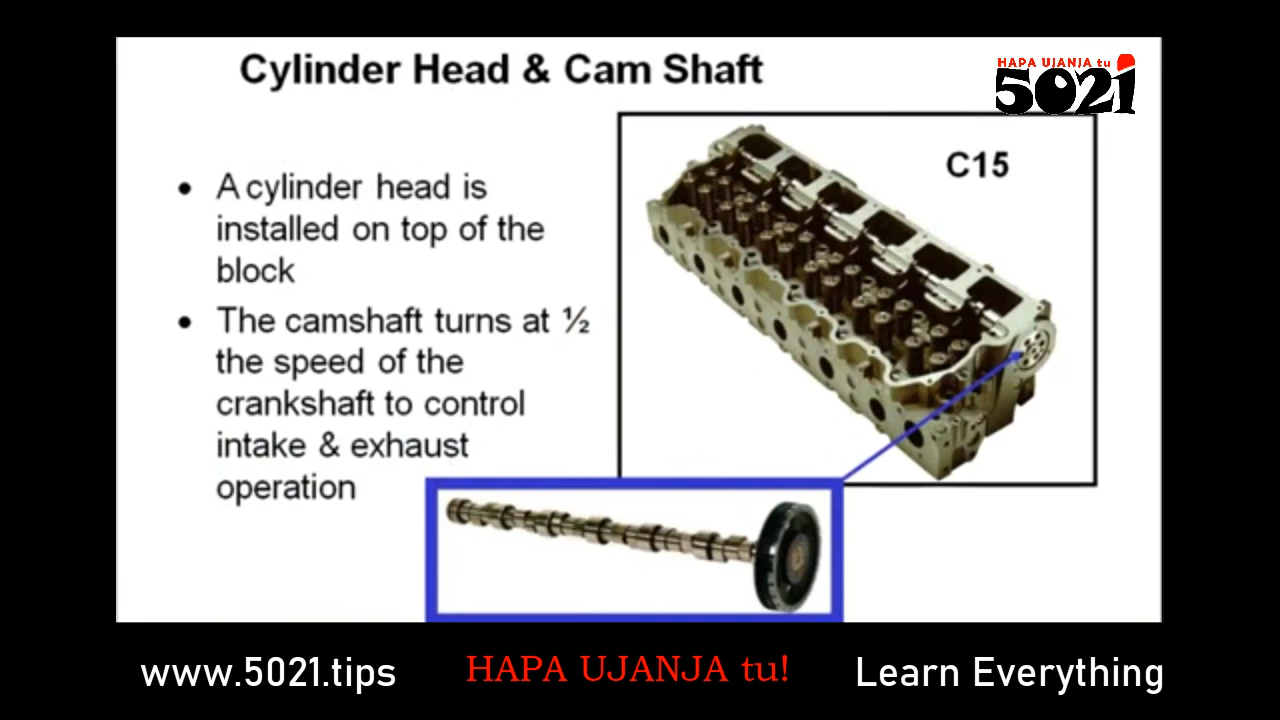 Cylinder Head & Cam Shaft
HAPA UJANJA tu
5021
C15
• A cylinder head is
installed on top of the
block
• The camshaft turns at ½
the speed of the
crankshaft to control
intake & exhaust
operation
www.5021.tips
HAPA UJANJA tu!
Learn Everything